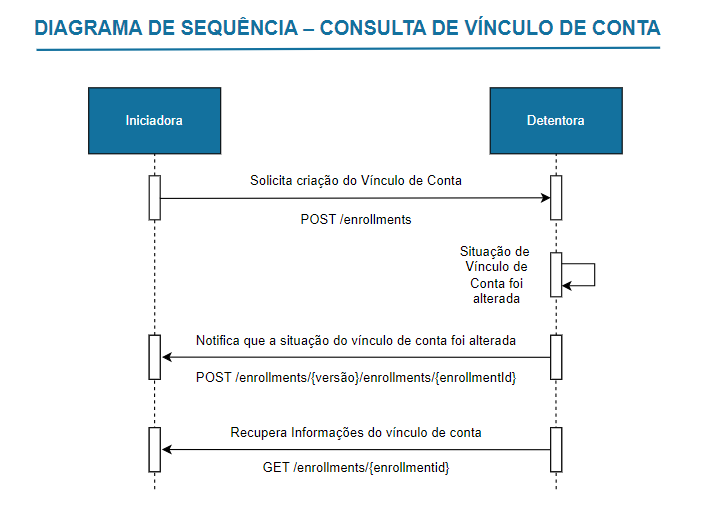 DIAGRAMA DE SEQUÊNCIA – CONSULTA DE VÍNCULO DE CONTA
Iniciadora
Detentora
Solicita criação do Vínculo de Conta
POST /enrollments
Situação de
Vínculo de
Conta foi
alterada
Notifica que a situação do vínculo de conta foi alterada
POST /enrollments/{versão}/enrollments/{enrollmentId}
Recupera Informações do vínculo de conta
GET /enrollments/{enrollmentid}